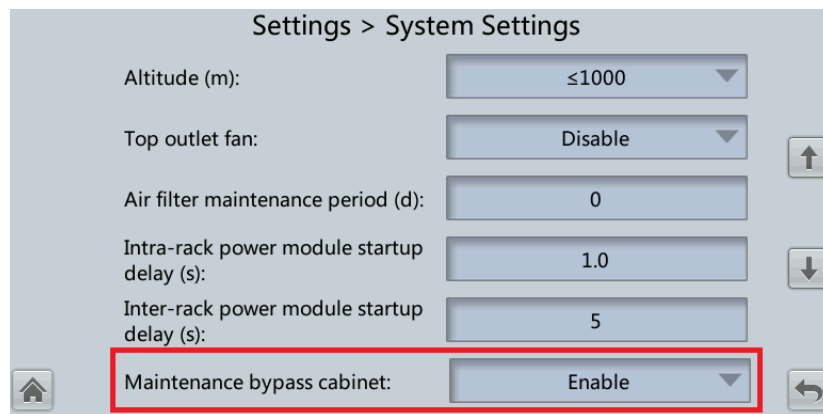 Settings > System Settings
Altitude (m): ≤1000
Top outlet fan: Disable
Air filter maintenance period (d): 0
Intra-rack power module startup
delay (s): 1.0
Inter-rack power module startup
delay (s): 5
Maintenance bypass cabinet: Enable